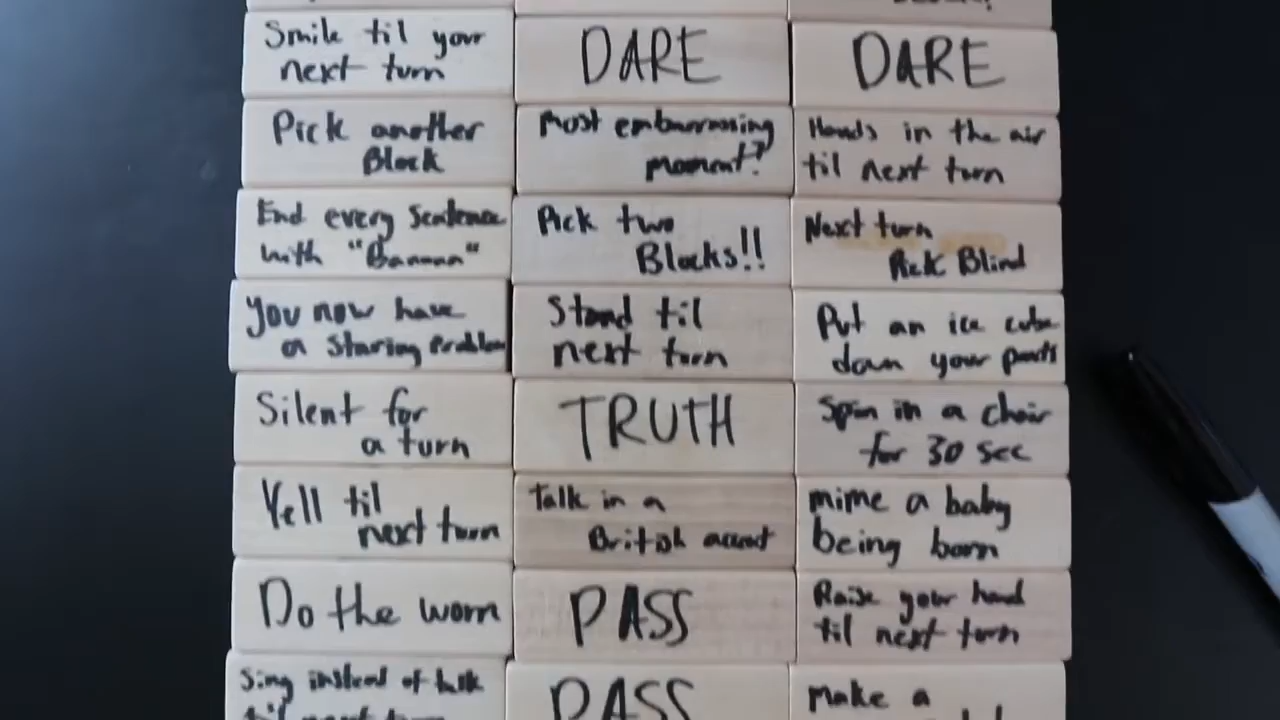 Smile til your
next turn
DARE
DARE
Pick another
Block
Most embarrassing
moment?
Hands in the air
til next turn
End every Sentence
with "Banana"
Pick two
Blocks!!
Next turn
Pick Blind
You now have
a Staring Problem
Stand til
next turn
Put an ice cube
down your pants
Silent for
a turn
TRUTH
Spin in a chair
for 30 sec
Yell til
next turn
Talk in a
British accent
mime a baby
being born
Do the worm
PASS
Raise your hand
til next turn
Sing instead of talk
til next turn
PASS
make a